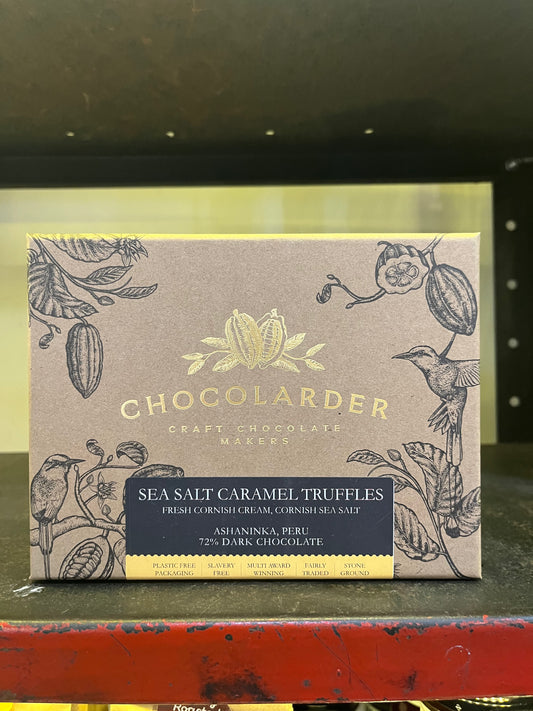 CHOCOLARDER
CRAFT CHOCOLATE
MAKERS
SEA SALT CARAMEL TRUFFLES
FRESH CORNISH CREAM, CORNISH SEA SALT
ASHANINKA, PERU
72% DARK CHOCOLATE
PLASTIC FREE PACKAGING
SLAVERY FREE
MULTI AWARD WINNING
FAIRLY TRADED
STONE GROUND